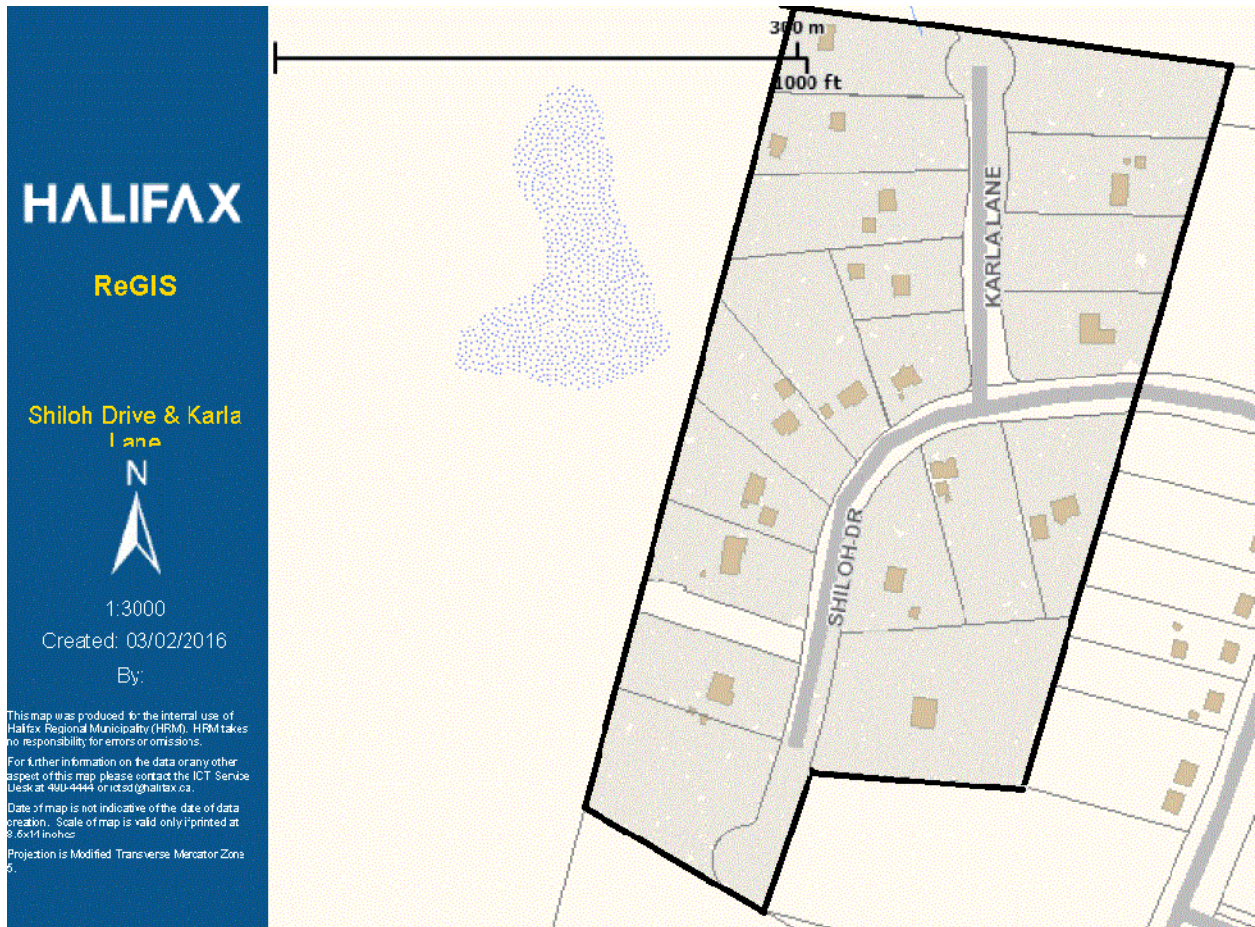 HALIFAX
ReGIS
Shiloh Drive & Karla
Lane
N
1:3000
Created: 03/02/2016
By:
This map was produced for the internal use of
Halifax Regional Municipality (HRM). HRM takes
no responsibility for errors or omissions.
For further information on the data or any other
aspect of this map please contact the ICT Service
Desk at 490-4444 or ictsd@halifax.ca.
Date of map is not indicative of the date of data
creation. Scale of map is valid only if printed at
8.5x14 inches
Projection is Modified Transverse Mercator Zone
5.
300 m
1000 ft
KARLA LANE
SHILOH DR